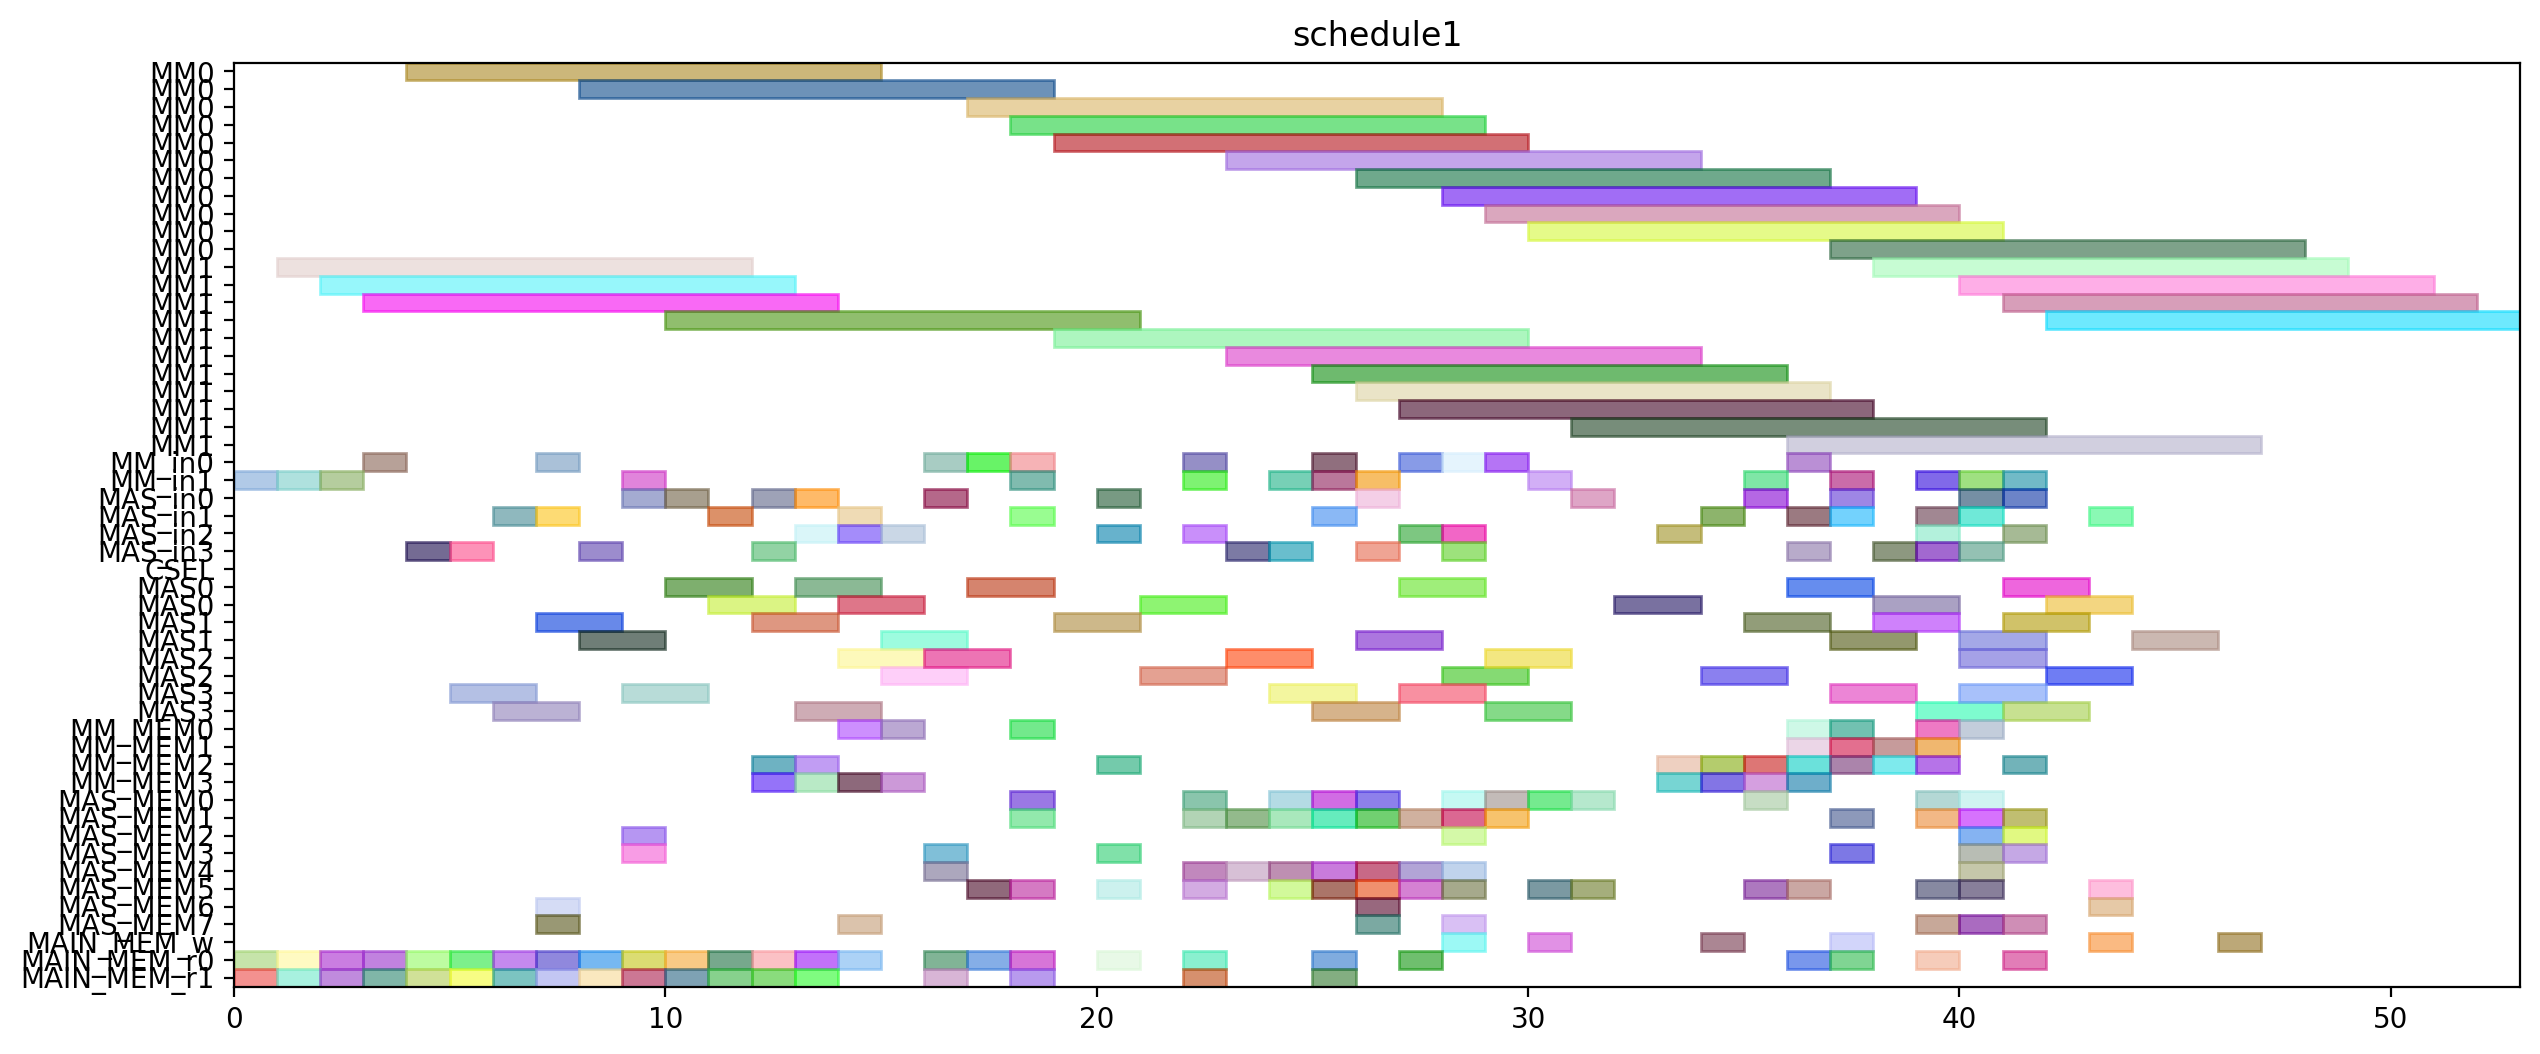 schedule1
MM0
MM0
MM0
MM0
MM0
MM0
MM0
MM0
MM0
MM0
MM0
MM1
MM1
MM1
MM1
MM1
MM1
MM1
MM1
MM1
MM1
MM1
MM_in0
MM_in1
MAS_in0
MAS_in1
MAS_in2
MAS_in3
CSEL
MAS0
MAS0
MAS1
MAS1
MAS2
MAS2
MAS3
MAS3
MM_MEM0
MM_MEM1
MM_MEM2
MM_MEM3
MAS_MEM0
MAS_MEM1
MAS_MEM2
MAS_MEM3
MAS_MEM4
MAS_MEM5
MAS_MEM6
MAS_MEM7
MAIN_MEM_w
MAIN_MEM_r0
MAIN_MEM_r1
0 10 20 30 40 50